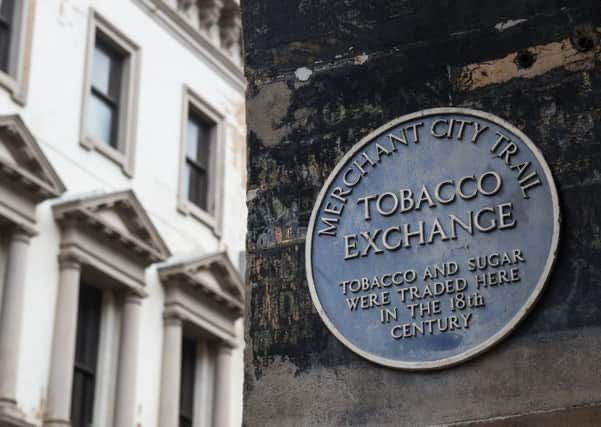 MERCHANT CITY TRAIL
TOBACCO
EXCHANGE
TOBACCO AND SUGAR
WERE TRADED HERE
IN THE 18th
CENTURY